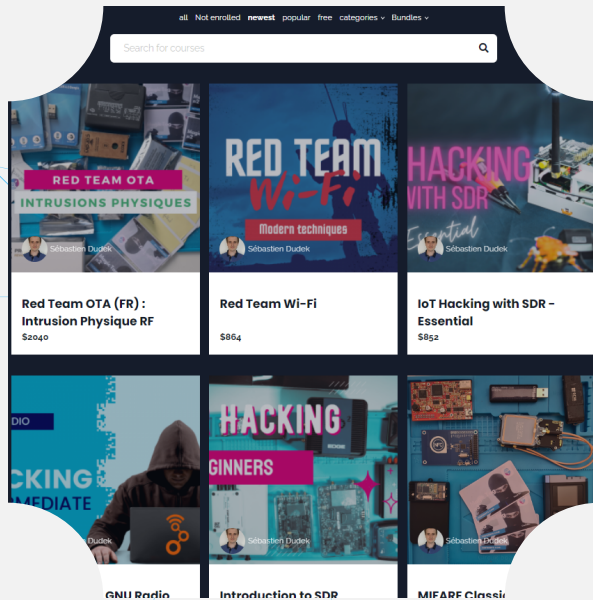 all Not enrolled newest popular free categories Bundles
Search for courses
RED TEAM OTA
INTRUSIONS PHYSIQUES
Sébastien Dudek
Red Team OTA (FR) :
Intrusion Physique RF
$2040
RED TEAM
Wi-Fi
Modern techniques
Sébastien Dudek
Red Team Wi-Fi
$864
HACKING
WITH SDR
Essential
Sébastien Dudek
IoT Hacking with SDR -
Essential
$852
DIO
CKING
MEDIATE
Dudek
GNU Radio
HACKING
GINNERS
Sébastien Dudek
Introduction to SDR
Sébastien Dudek
MIFARE Classic